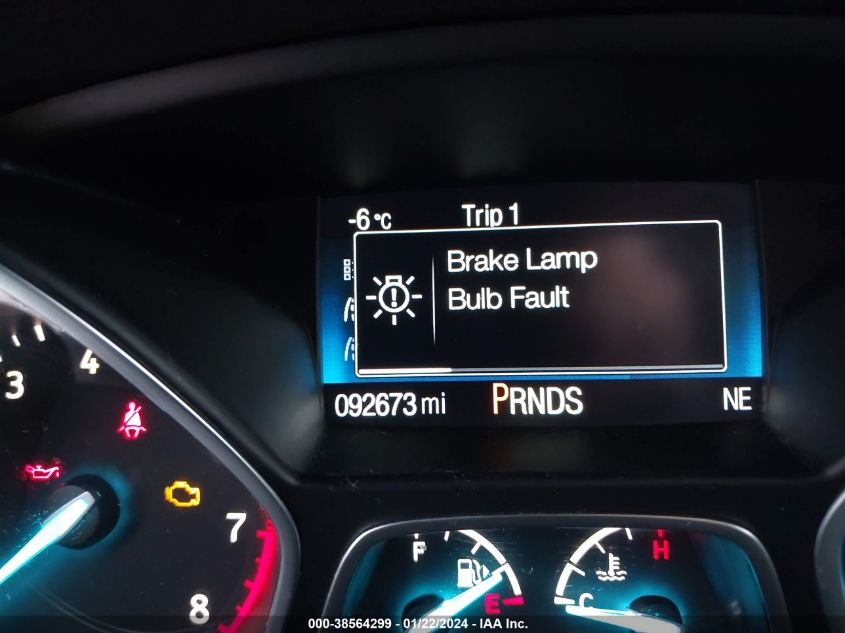 -6°C Trip 1
Brake Lamp
Bulb Fault
092673 mi PRNDS NE
3 4
7
8
F H
E C
000-38564299 - 01/22/2024 - IAA Inc.